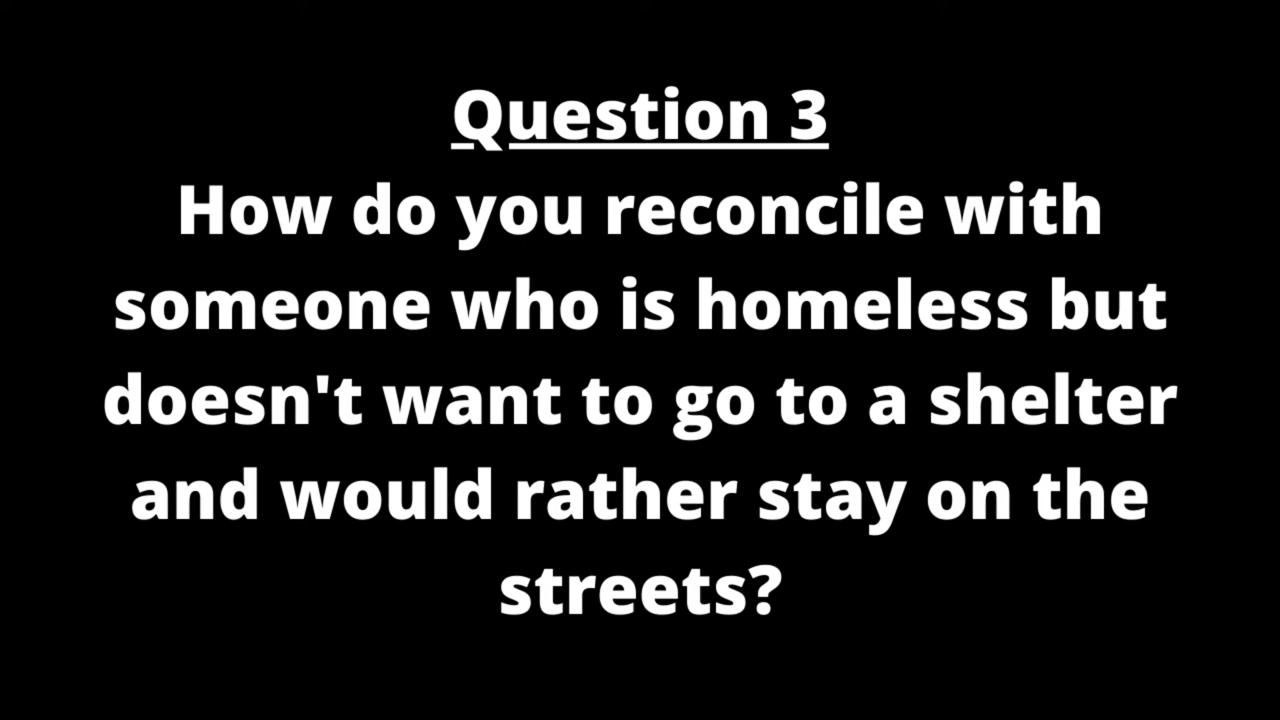 Question 3
How do you reconcile with
someone who is homeless but
doesn't want to go to a shelter
and would rather stay on the
streets?